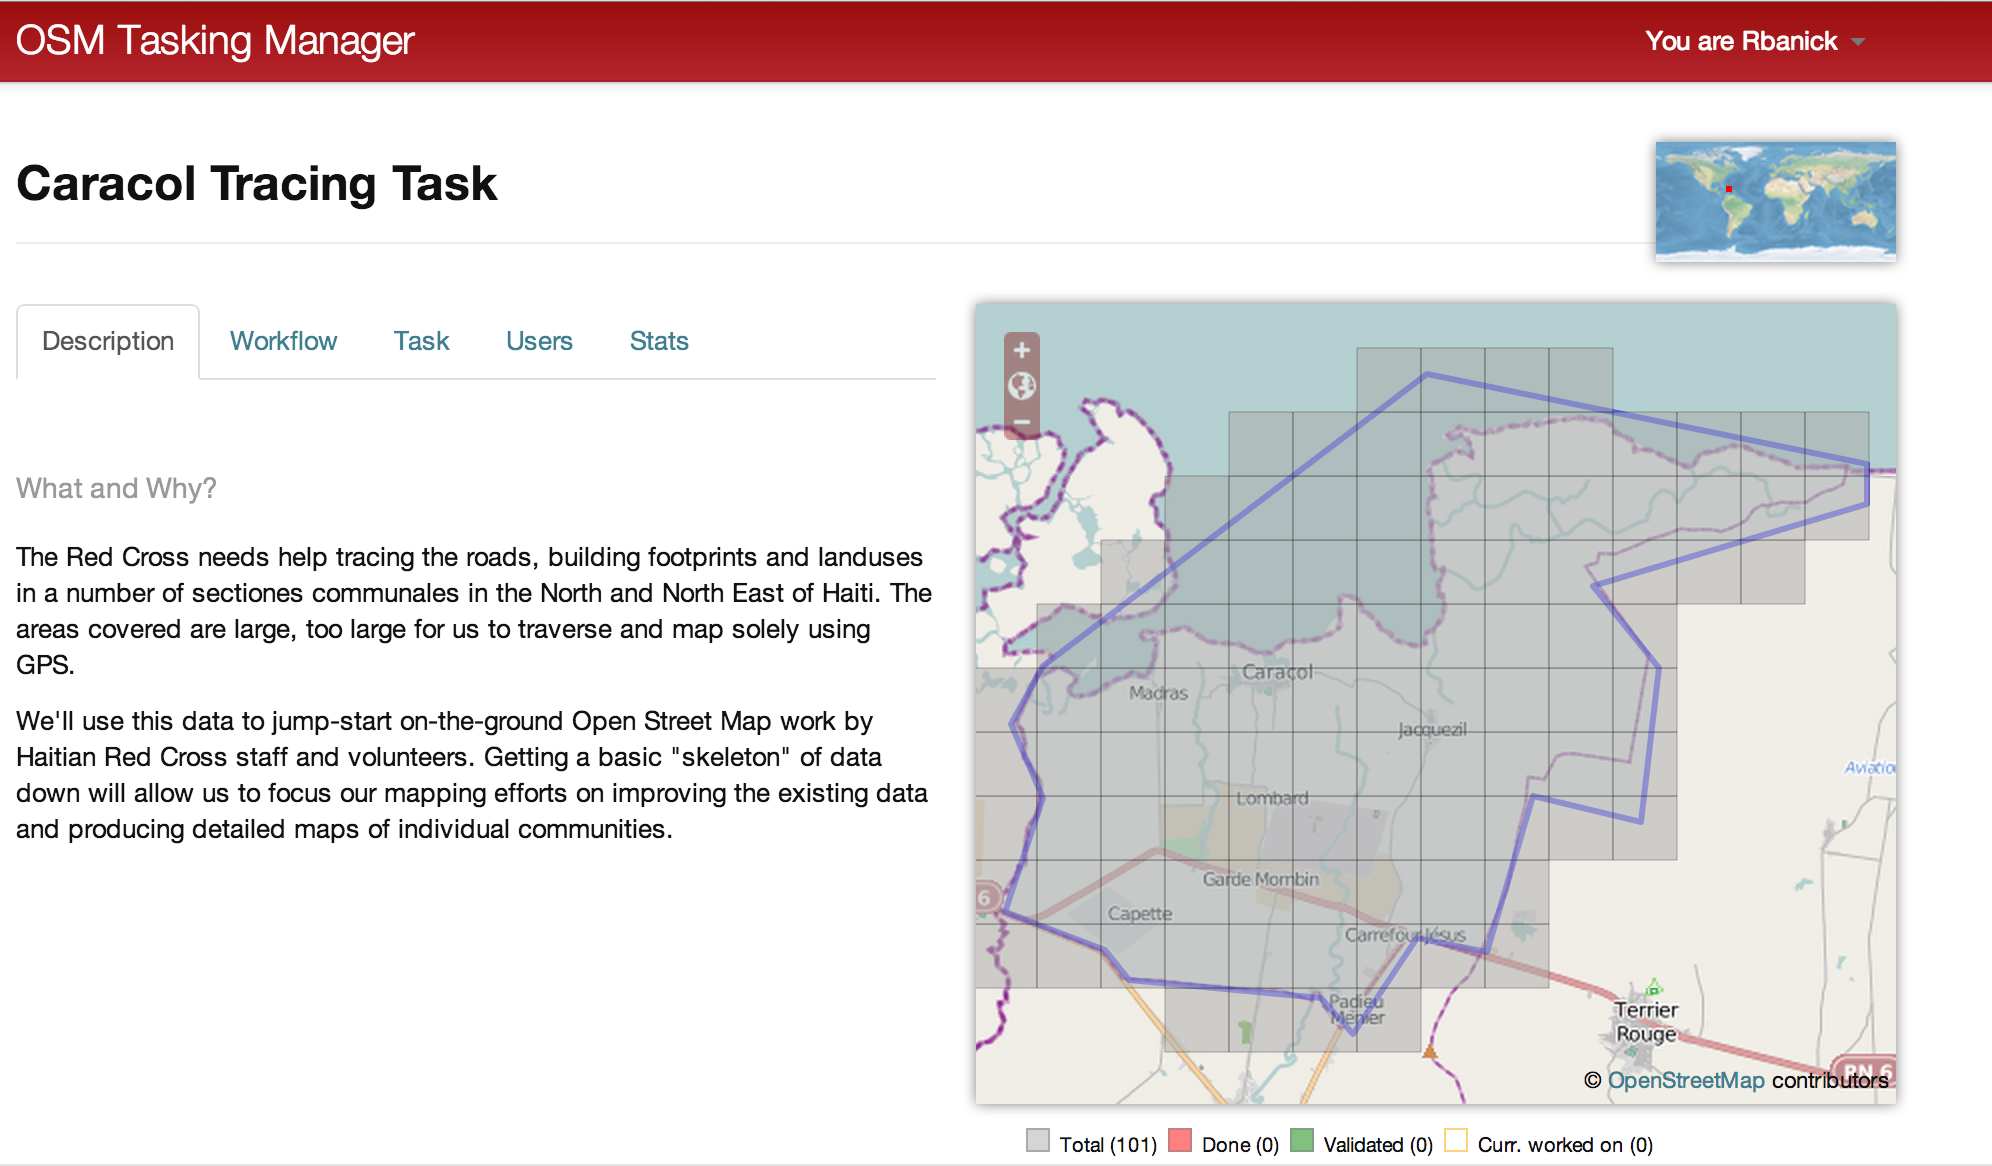 OSM Tasking Manager
You are Rbanick
Caracol Tracing Task
Description
Workflow
Task
Users
Stats
What and Why?
The Red Cross needs help tracing the roads, building footprints and landuses
in a number of sectiones communales in the North and North East of Haiti. The
areas covered are large, too large for us to traverse and map solely using
GPS.
We'll use this data to jump-start on-the-ground Open Street Map work by
Haitian Red Cross staff and volunteers. Getting a basic "skeleton" of data
down will allow us to focus our mapping efforts on improving the existing data
and producing detailed maps of individual communities.
+
−
Caracol
Madras
Jacquezil
Aviatio
Lombard
Garde Mombin
6
Capette
Carrefour Jésus
Padieu
Menier
Terrier
Rouge
RN 6
© OpenStreetMap contributors
Total (101)
Done (0)
Validated (0)
Curr. worked on (0)